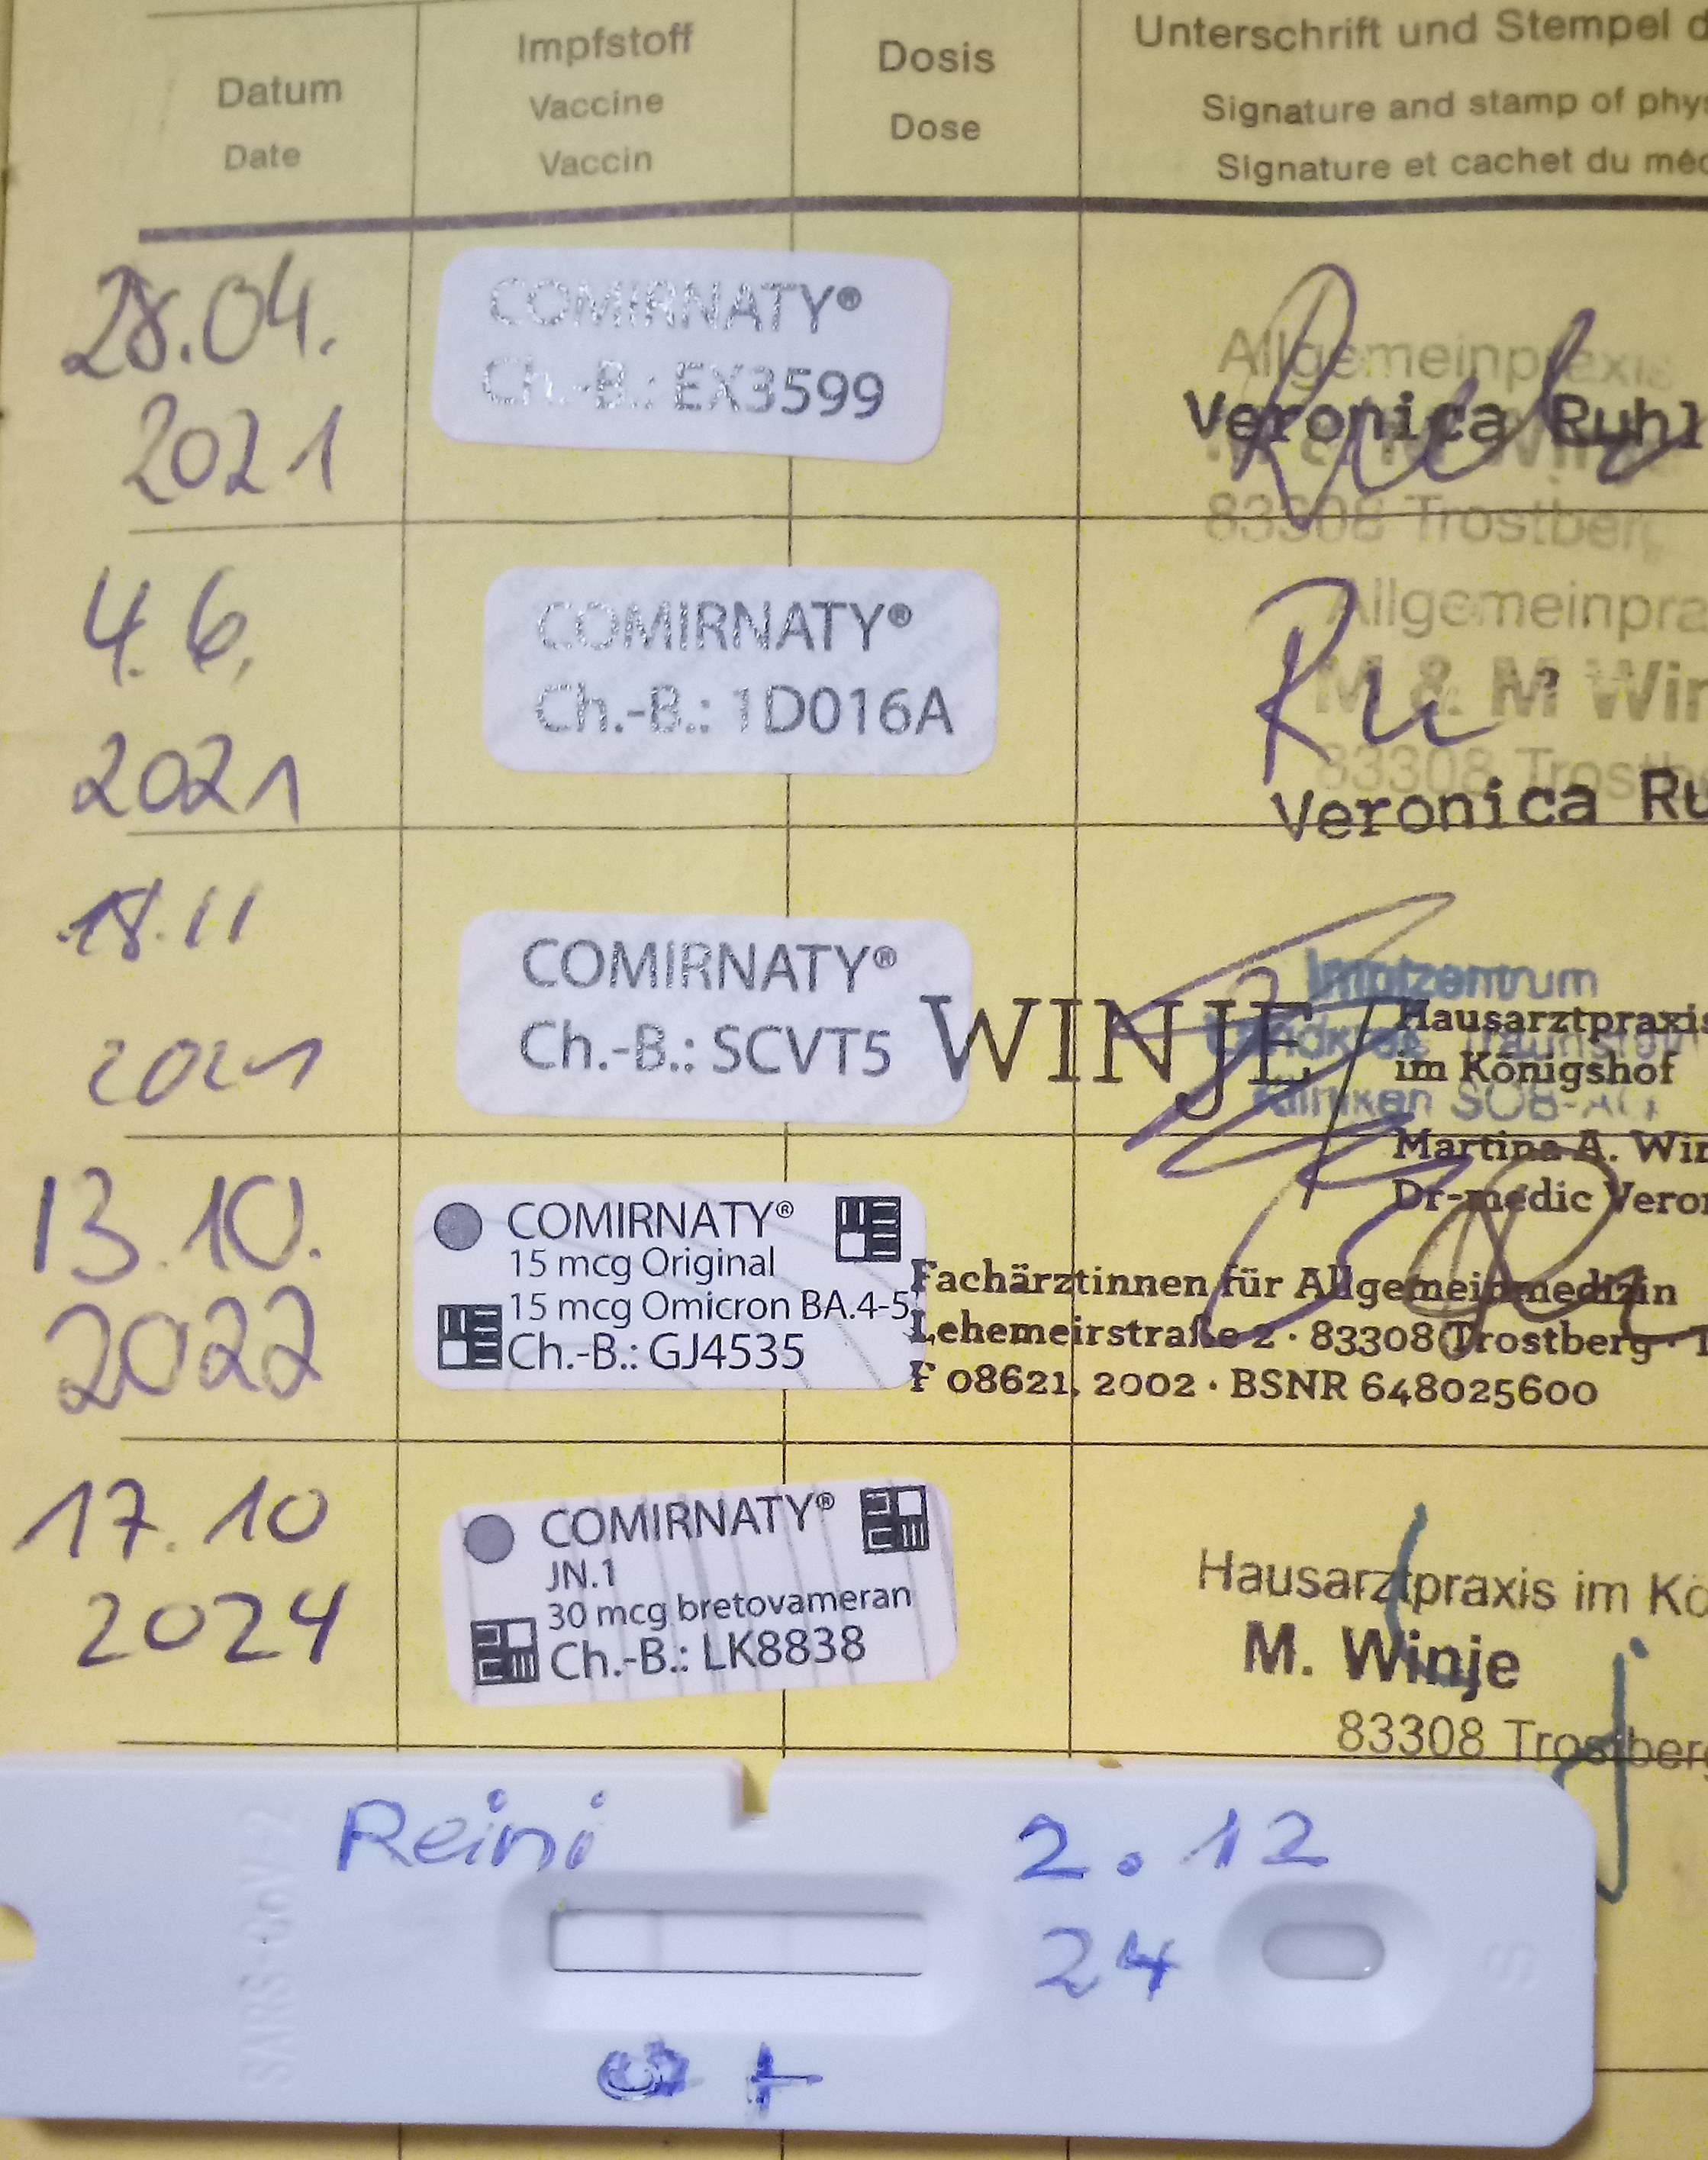 Datum
Date
Impfstoff
Vaccine
Vaccin
Dosis
Dose
Unterschrift und Stempel d
Signature and stamp of phys
Signature et cachet du méd
28.04.
2021
COMIRNATY®
Ch.-B.: EX3599
Allgemeinpraxis
Veronica Ruhl
83308 Trostberg
4.6.
2021
COMIRNATY®
Ch.-B.: 1D016A
Allgemeinpra
M & M Win
83308 Trostbe
Veronica Ru
18.11
2021
COMIRNATY®
Ch.-B.: SCVT5
WINJE
Impfzentrum
Hausarztpraxis
im Königshof
Kliniken SOB-AG
Martina A. Win
Dr-medic Veron
13.10.
2022
COMIRNATY®
15 mcg Original
15 mcg Omicron BA.4-5
Ch.-B.: GJ4535
Fachärztinnen für Allgemeinmedizin
Lehemeirstraße 2 · 83308 Trostberg · T
F 08621, 2002 · BSNR 648025600
17.10
2024
COMIRNATY®
JN.1
30 mcg bretovameran
Ch.-B.: LK8838
Hausarztpraxis im Kö
M. Winje
83308 Trostberg
SARS-CoV-2
Reini
2.12
24
S
+